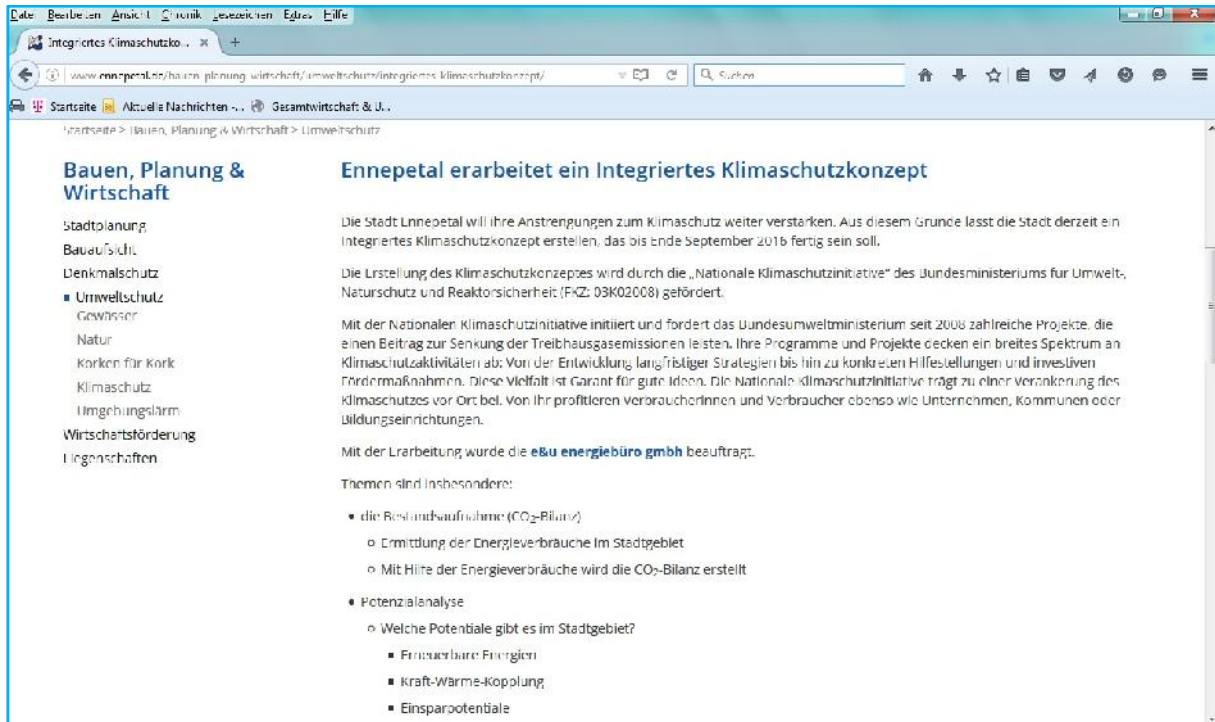 Datei Bearbeiten Ansicht Chronik Lesezeichen Extras Hilfe
Integriertes Klimaschutzko... × +
www.ennepetal.de/bauen-planung-wirtschaft/umweltschutz/integriertes-klimaschutzkonzept/
Suchen
Startseite Aktuelle Nachrichten -... Gesamtwirtschaft & U...
Startseite > Bauen, Planung & Wirtschaft > Umweltschutz
Bauen, Planung &
Wirtschaft
Stadtplanung
Bauaufsicht
Denkmalschutz
Umweltschutz
Gewässer
Natur
Korken für Kork
Klimaschutz
Umgebungslärm
Wirtschaftsförderung
Liegenschaften
Ennepetal erarbeitet ein Integriertes Klimaschutzkonzept
Die Stadt Ennepetal will ihre Anstrengungen zum Klimaschutz weiter verstärken. Aus diesem Grunde lässt die Stadt derzeit ein
Integriertes Klimaschutzkonzept erstellen, das bis Ende September 2016 fertig sein soll.
Die Erstellung des Klimaschutzkonzeptes wird durch die „Nationale Klimaschutzinitiative" des Bundesministeriums für Umwelt-,
Naturschutz und Reaktorsicherheit (FKZ: 03K02008) gefördert.
Mit der Nationalen Klimaschutzinitiative initiiert und fördert das Bundesumweltministerium seit 2008 zahlreiche Projekte, die
einen Beitrag zur Senkung der Treibhausgasemissionen leisten. Ihre Programme und Projekte decken ein breites Spektrum an
Klimaschutzaktivitäten ab: Von der Entwicklung langfristiger Strategien bis hin zu konkreten Hilfestellungen und investiven
Fördermaßnahmen. Diese Vielfalt ist Garant für gute Ideen. Die Nationale Klimaschutzinitiative trägt zu einer Verankerung des
Klimaschutzes vor Ort bei. Von ihr profitieren Verbraucherinnen und Verbraucher ebenso wie Unternehmen, Kommunen oder
Bildungseinrichtungen.
Mit der Erarbeitung wurde die e&u energiebüro gmbh beauftragt.
Themen sind insbesondere:
• die Bestandsaufnahme (CO₂-Bilanz)
o Ermittlung der Energieverbräuche im Stadtgebiet
o Mit Hilfe der Energieverbräuche wird die CO₂-Bilanz erstellt
• Potenzialanalyse
o Welche Potentiale gibt es im Stadtgebiet?
▪ Erneuerbare Energien
▪ Kraft-Wärme-Kopplung
▪ Einsparpotentiale